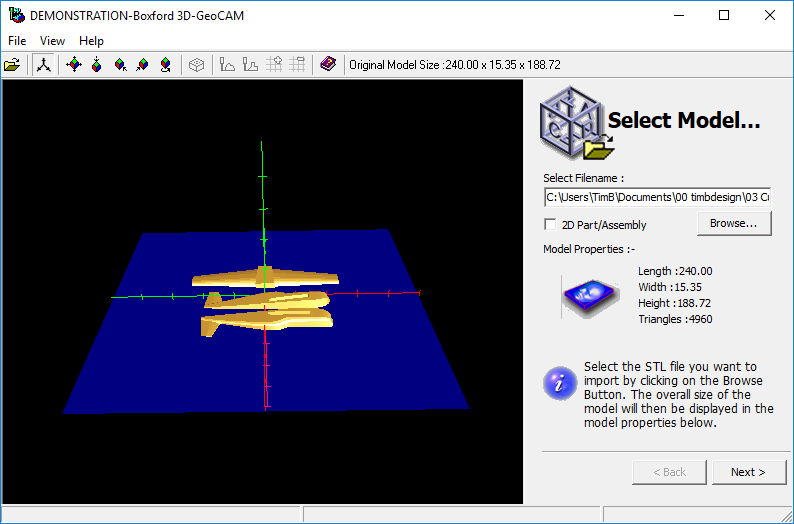 DEMONSTRATION-Boxford 3D-GeoCAM
File View Help
Original Model Size :240.00 x 15.35 x 188.72
Select Model...
Select Filename :
C:\Users\TimB\Documents\00 timbdesign\03
2D Part/Assembly
Browse...
Model Properties :-
Length :240.00
Width :15.35
Height :188.72
Triangles :4960
Select the STL file you want to
import by clicking on the Browse
Button. The overall size of the
model will then be displayed in the
model properties below.
< Back
Next >